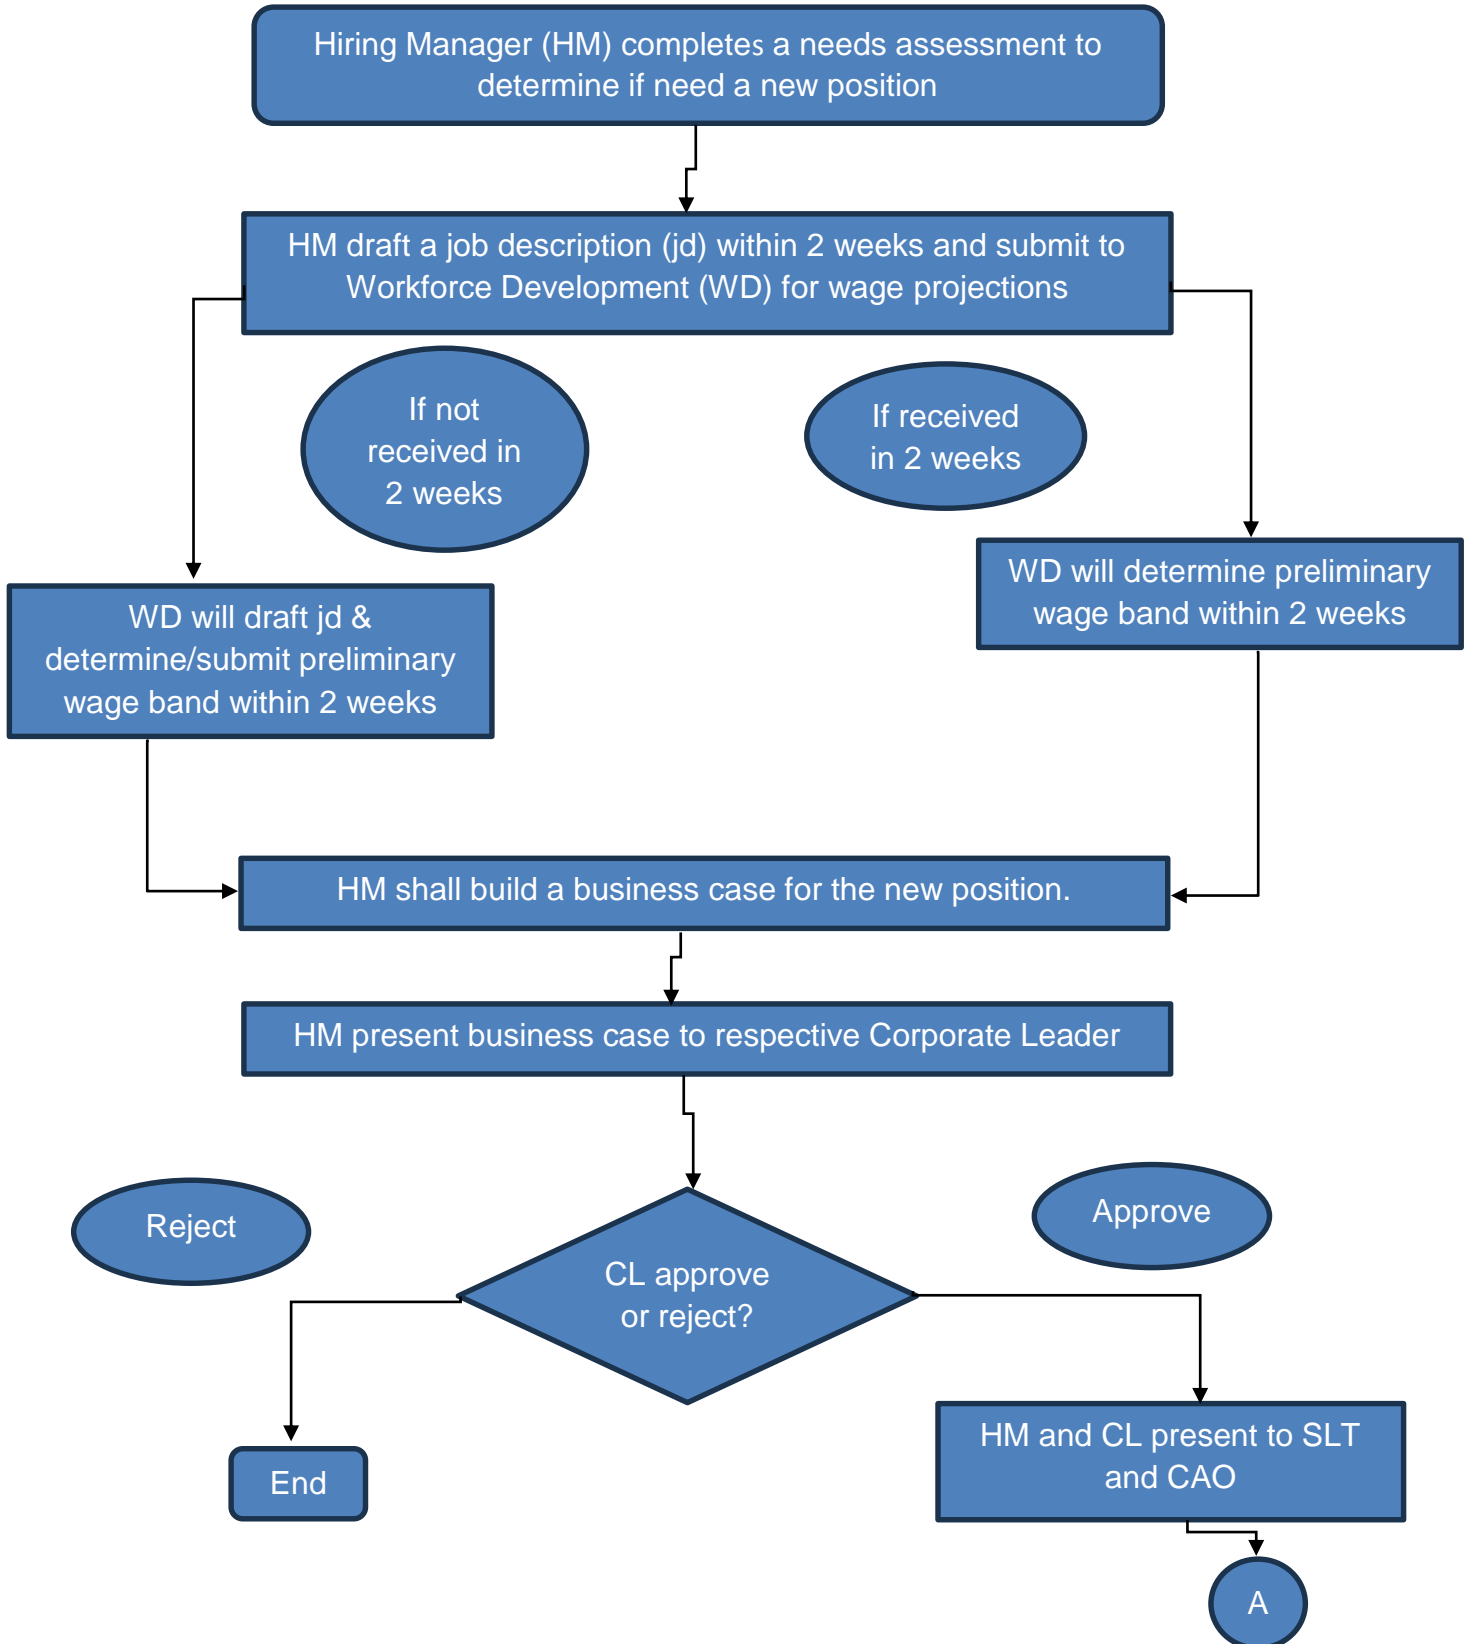 Hiring Manager (HM) completes a needs assessment to
determine if need a new position
HM draft a job description (jd) within 2 weeks and submit to
Workforce Development (WD) for wage projections
If not
received in
2 weeks
If received
in 2 weeks
WD will determine preliminary
wage band within 2 weeks
WD will draft jd &
determine/submit preliminary
wage band within 2 weeks
HM shall build a business case for the new position.
HM present business case to respective Corporate Leader
Reject
Approve
CL approve
or reject?
End
HM and CL present to SLT
and CAO
A